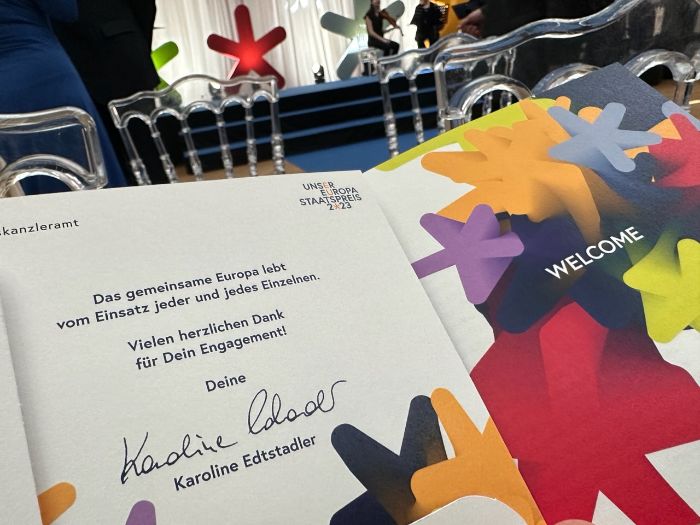 kanzleramt
UNSER
EUROPA
STAATSPREIS
2023
Das gemeinsame Europa lebt
vom Einsatz jeder und jedes Einzelnen.
Vielen herzlichen Dank
für Dein Engagement!
Deine
Karoline Edtstadler
WELCOME